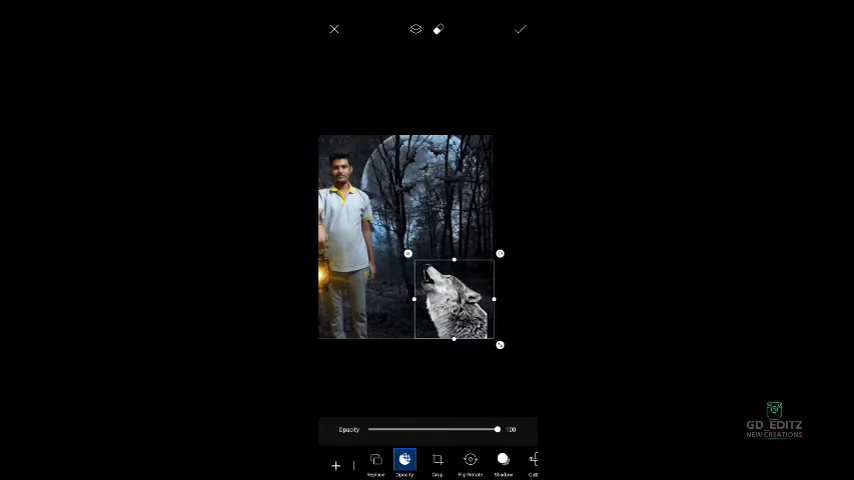 Opacity 100
Replace Opacity Crop Flip/Rotate Shadow
GD_EDITZ
NEW CREATIONS